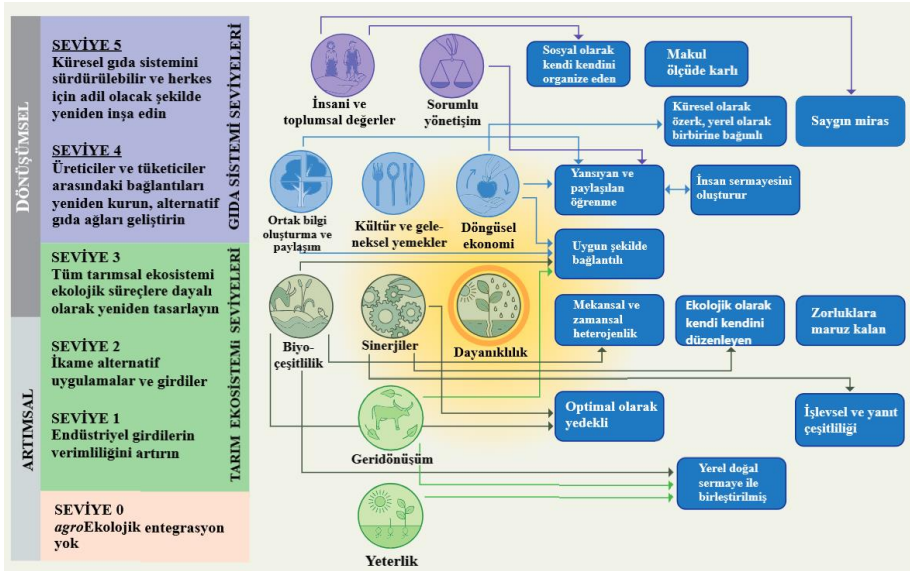 DÖNÜŞÜMSEL
ARTIMSAL
GIDA SİSTEMİ SEVİYELERİ
TARIM EKOSİSTEMİ SEVİYELERİ
SEVİYE 5
Küresel gıda sistemini
sürdürülebilir ve herkes
için adil olacak şekilde
yeniden inşa edin
SEVİYE 4
Üreticiler ve tüketiciler
arasındaki bağlantıları
yeniden kurun, alternatif
gıda ağları geliştirin
SEVİYE 3
Tüm tarımsal ekosistemi
ekolojik süreçlere dayalı
olarak yeniden tasarlayın
SEVİYE 2
İkame alternatif
uygulamalar ve girdiler
SEVİYE 1
Endüstriyel girdilerin
verimliliğini artırın
SEVİYE 0
agroEkolojik entegrasyon
yok
İnsani ve
toplumsal değerler
Sorumlu
yönetişim
Ortak bilgi
oluşturma ve
paylaşım
Kültür ve gele-
neksel yemekler
Döngüsel
ekonomi
Biyo-
çeşitlilik
Sinerjiler
Dayanıklılık
Geridönüşüm
Yeterlik
Sosyal olarak
kendi kendini
organize eden
Makul
ölçüde karlı
Küresel olarak
özerk, yerel olarak
birbirine bağımlı
Saygın miras
Yansıyan ve
paylaşılan
öğrenme
İnsan sermayesini
oluşturur
Uygun şekilde
bağlantılı
Mekansal ve
zamansal
heterojenlik
Ekolojik olarak
kendi kendini
düzenleyen
Zorluklara
maruz kalan
Optimal olarak
yedekli
İşlevsel ve yanıt
çeşitliliği
Yerel doğal
sermaye ile
birleştirilmiş